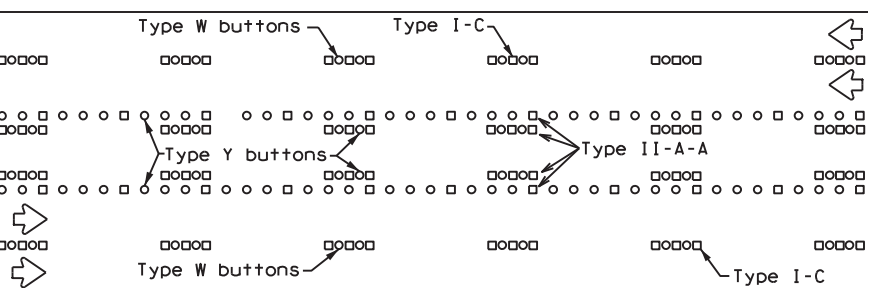 Type W buttons
Type I-C
Type Y buttons
Type II-A-A
Type W buttons
Type I-C